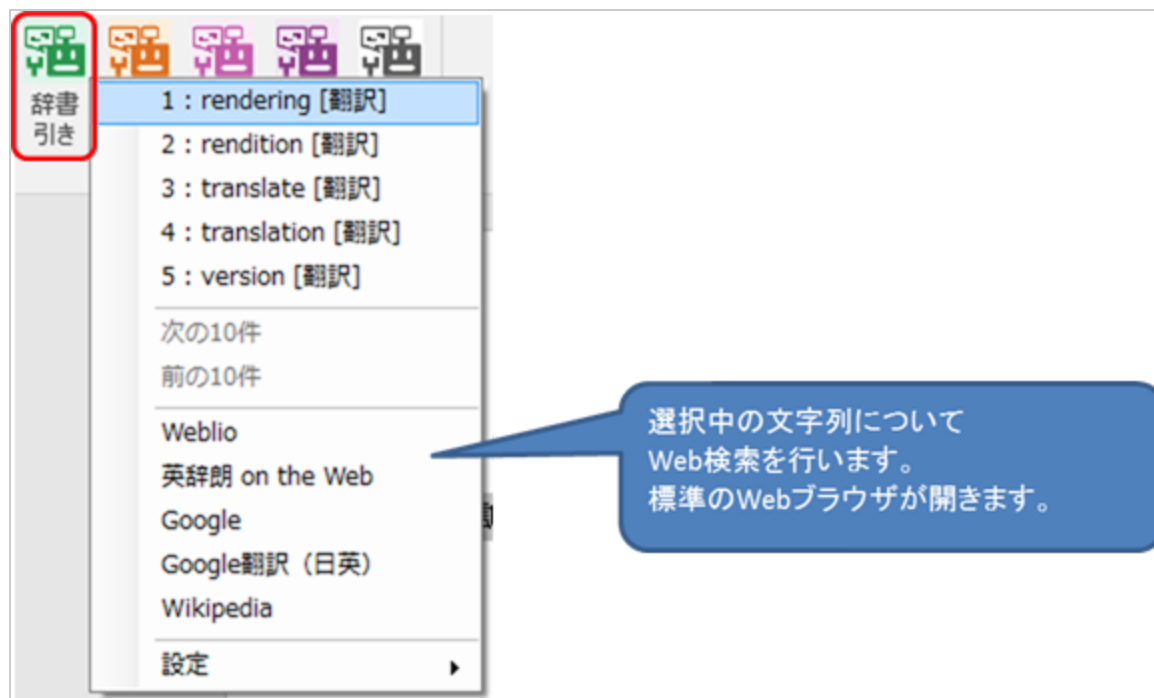 辞書
引き
1 : rendering [翻訳]
2 : rendition [翻訳]
3 : translate [翻訳]
4 : translation [翻訳]
5 : version [翻訳]
次の10件
前の10件
Weblio
英辞朗 on the Web
Google
Google翻訳（日英）
Wikipedia
設定
選択中の文字列について
Web検索を行います。
標準のWebブラウザが開きます。